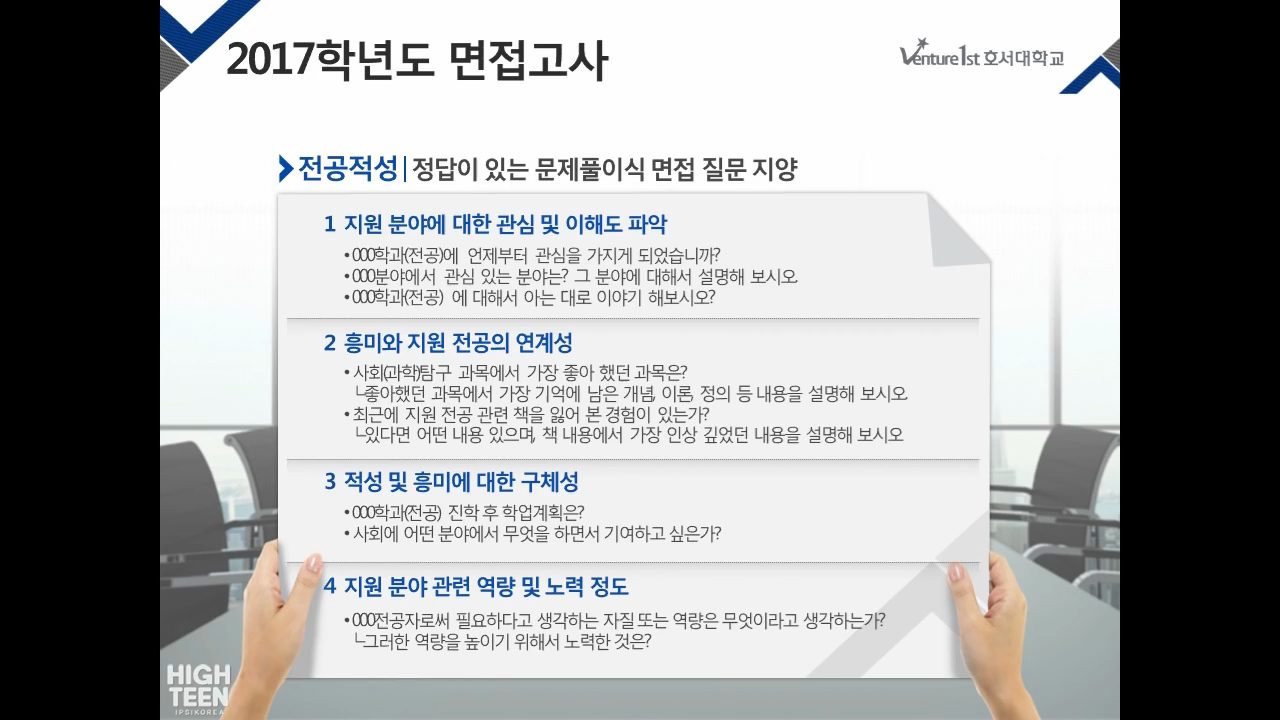 2017학년도 면접고사
Venture1st 호서대학교
전공적성 | 정답이 있는 문제풀이식 면접 질문 지양
1 지원 분야에 대한 관심 및 이해도 파악
• OOO학과(전공)에 언제부터 관심을 가지게 되었습니까?
• OOO분야에서 관심 있는 분야는? 그 분야에 대해서 설명해 보시오.
• OOO학과(전공) 에 대해서 아는 대로 이야기 해보시오?
2 흥미와 지원 전공의 연계성
• 사회(과학)탐구 과목에서 가장 좋아 했던 과목은?
└좋아했던 과목에서 가장 기억에 남은 개념, 이론, 정의 등 내용을 설명해 보시오.
• 최근에 지원 전공 관련 책을 잃어 본 경험이 있는가?
└있다면 어떤 내용 있으며, 책 내용에서 가장 인상 깊었던 내용을 설명해 보시오
3 적성 및 흥미에 대한 구체성
• OOO학과(전공) 진학 후 학업계획은?
• 사회에 어떤 분야에서 무엇을 하면서 기여하고 싶은가?
4 지원 분야 관련 역량 및 노력 정도
• OOO전공자로써 필요하다고 생각하는 자질 또는 역량은 무엇이라고 생각하는가?
└그러한 역량을 높이기 위해서 노력한 것은?
HIGH
TEEN
IPSIKOREA